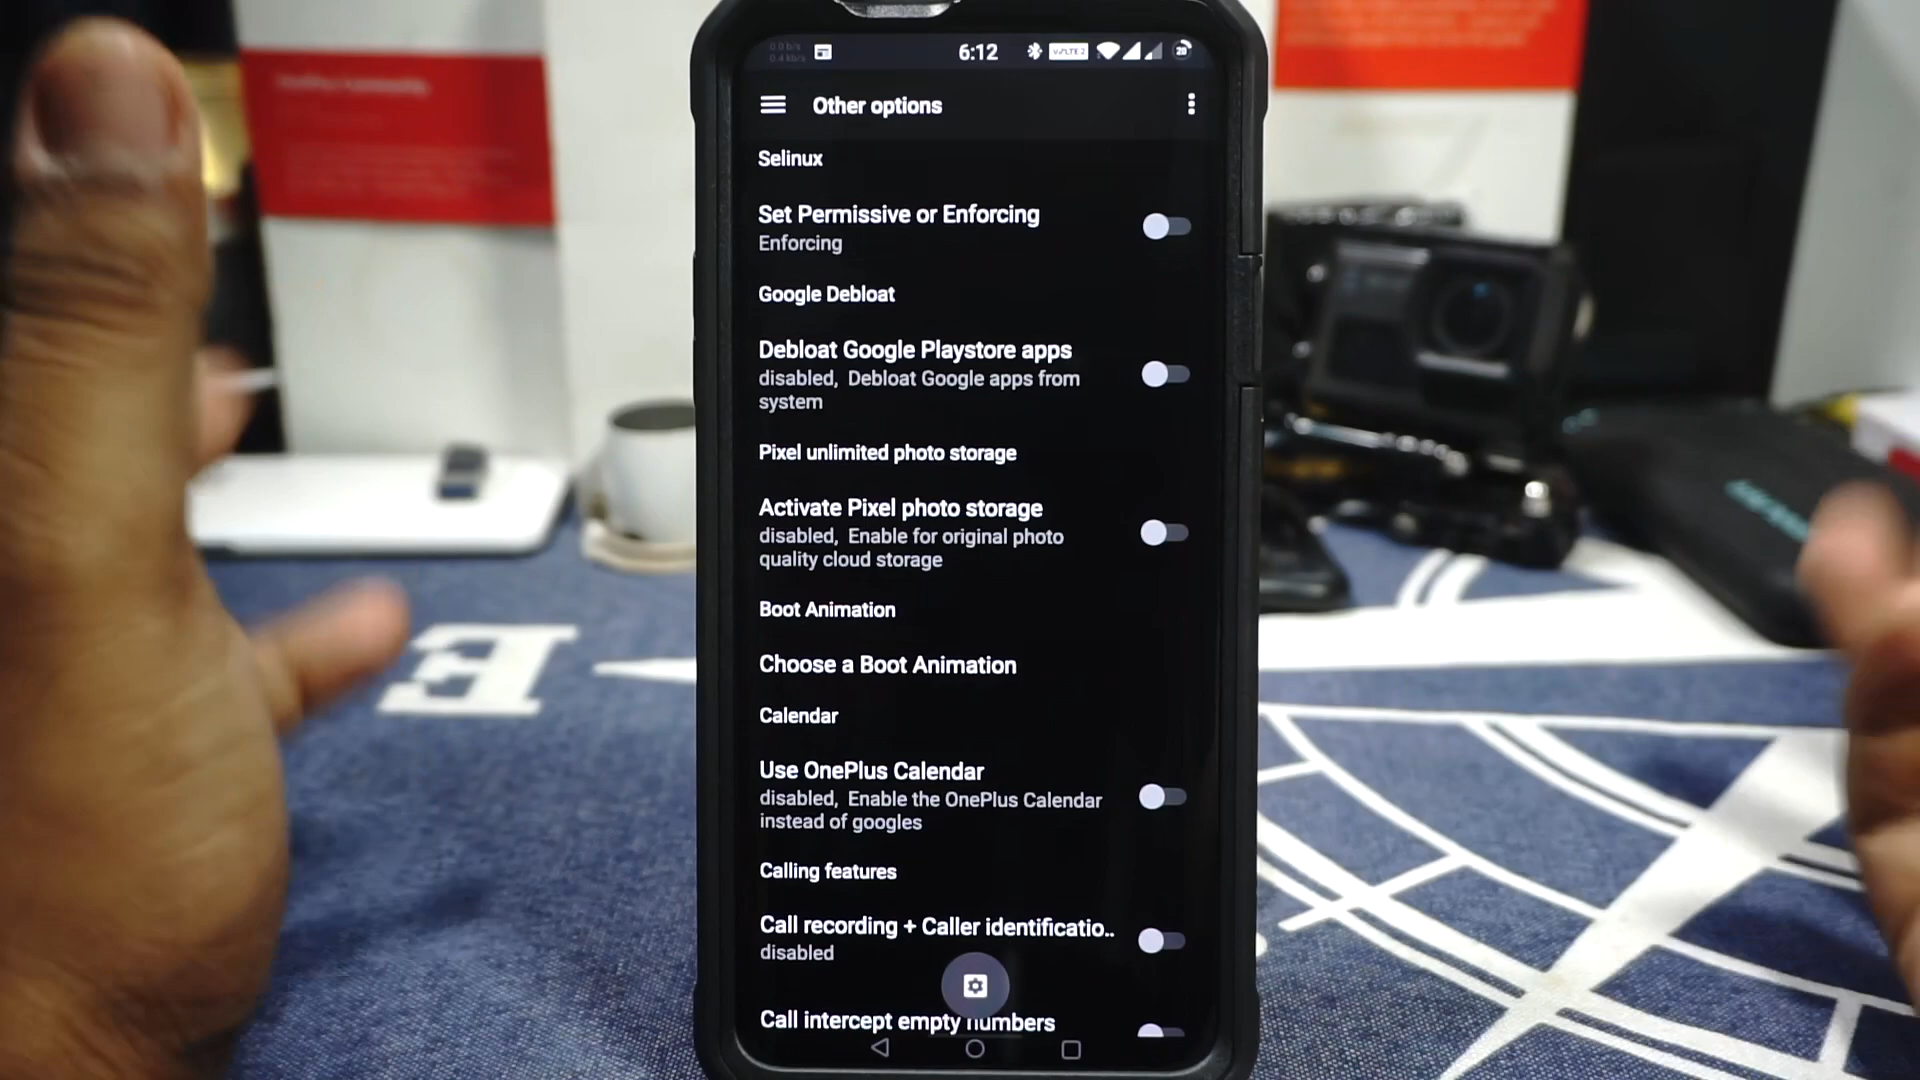 6:12
Other options
Selinux
Set Permissive or Enforcing
Enforcing
Google Debloat
Debloat Google Playstore apps
disabled, Debloat Google apps from
system
Pixel unlimited photo storage
Activate Pixel photo storage
disabled, Enable for original photo
quality cloud storage
Boot Animation
Choose a Boot Animation
Calendar
Use OnePlus Calendar
disabled, Enable the OnePlus Calendar
instead of googles
Calling features
Call recording + Caller identificatio..
disabled
Call intercept empty numbers
E